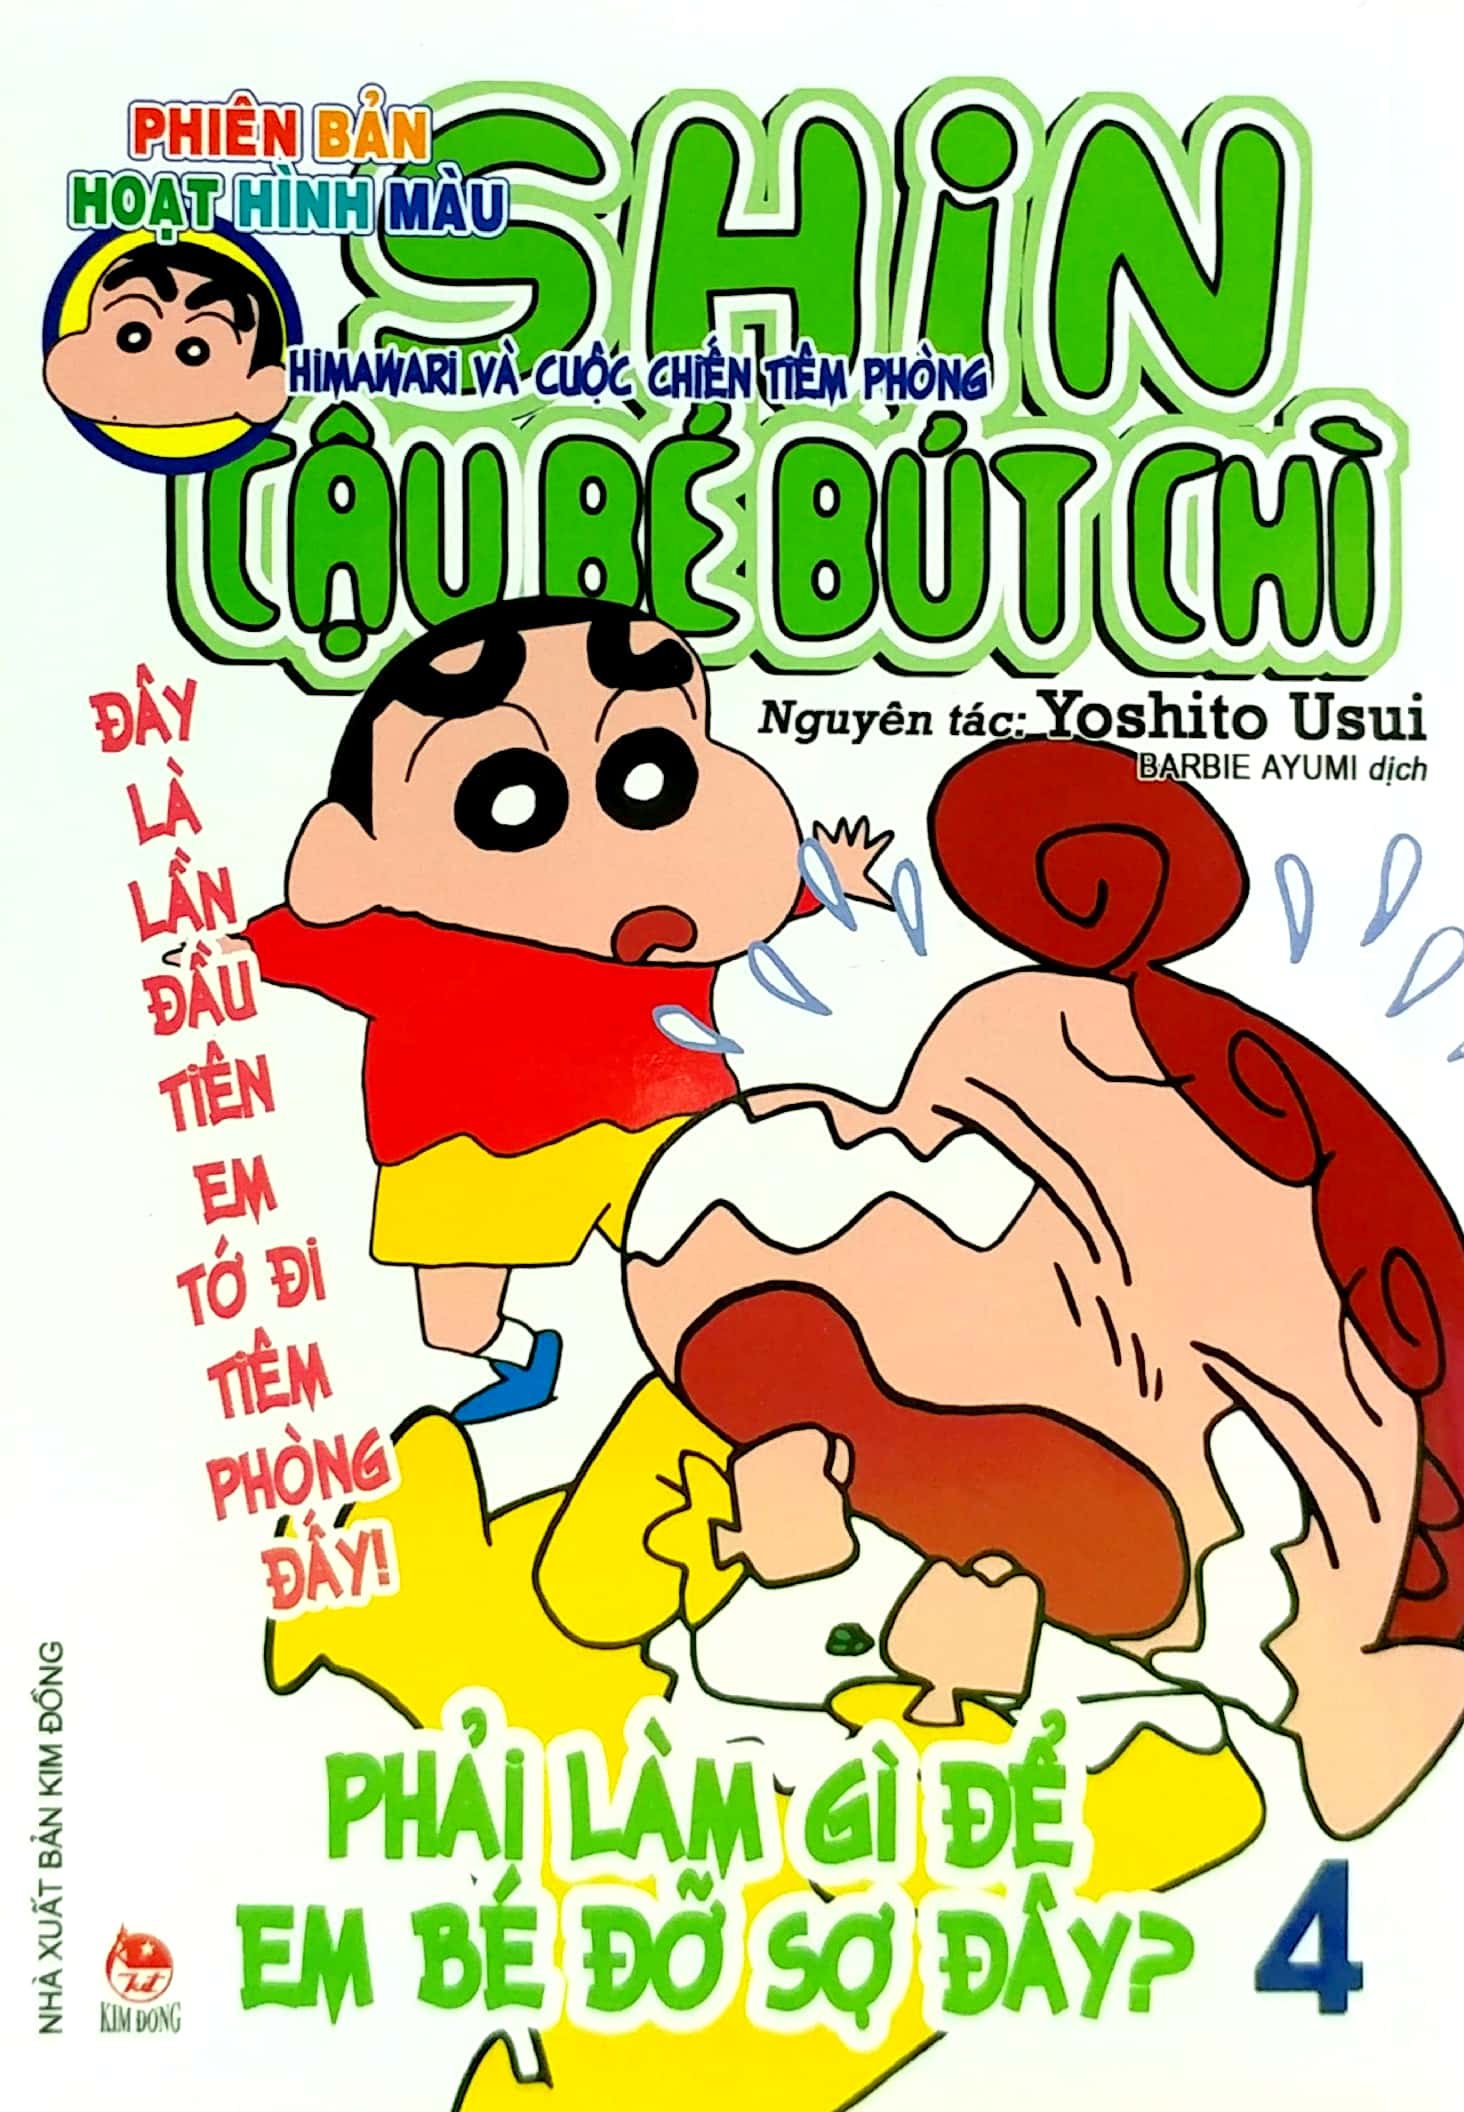 PHIÊN BẢN
HOẠT HÌNH MÀU
SHIN
HIMAWARI VÀ CUỘC CHIẾN TIÊM PHÒNG
CẬU BÉ BÚT CHÌ
Nguyên tác: Yoshito Usui
BARBIE AYUMI dịch
ĐÂY
LÀ
LẦN
ĐẦU
TIÊN
EM
TỚ ĐI
TIÊM
PHÒNG
ĐẤY!
PHẢI LÀM GÌ ĐỂ
EM BÉ ĐỠ SỢ ĐÂY?
4
NHÀ XUẤT BẢN KIM ĐỒNG
KIM ĐỒNG